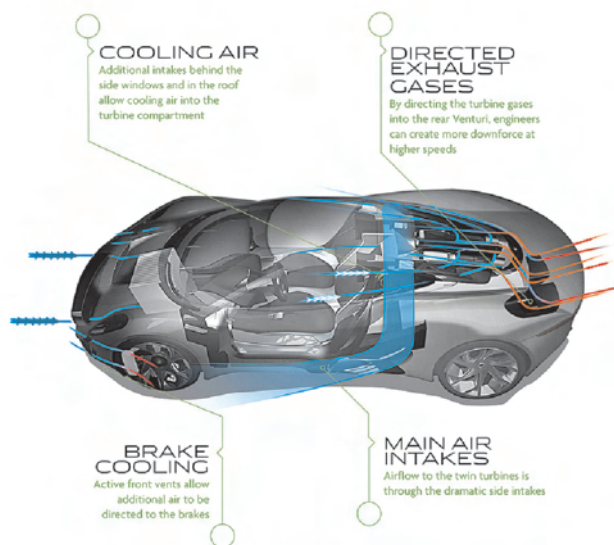 COOLING AIR
Additional intakes behind the
side windows and in the roof
allow cooling air into the
turbine compartment
DIRECTED
EXHAUST
GASES
By directing the turbine gases
into the rear Venturi, engineers
can create more downforce at
higher speeds
BRAKE
COOLING
Active front vents allow
additional air to be
directed to the brakes
MAIN AIR
INTAKES
Airflow to the twin turbines is
through the dramatic side intakes